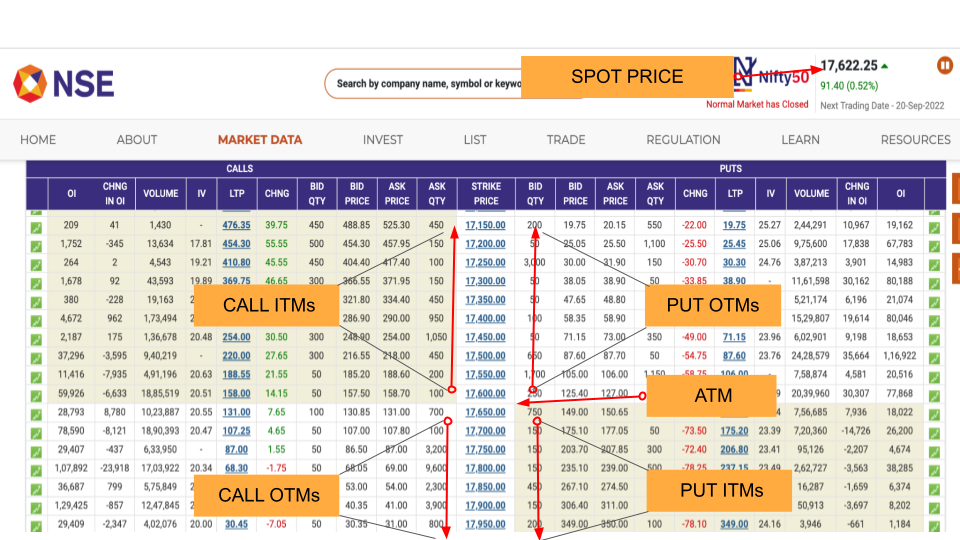 NSE
Search by company name, symbol or keywo
SPOT PRICE
Nifty50
17,622.25
91.40 (0.52%)
Normal Market has Closed
Next Trading Date - 20-Sep-2022
HOME ABOUT MARKET DATA INVEST LIST TRADE REGULATION LEARN RESOURCES
CALLS PUTS
OI CHNG IN OI VOLUME IV LTP CHNG BID QTY BID PRICE ASK PRICE ASK QTY STRIKE PRICE BID QTY BID PRICE ASK PRICE ASK QTY CHNG LTP IV VOLUME CHNG IN OI OI
209 41 1,430 - 476.35 39.75 450 488.85 525.30 450 17,150.00 200 19.75 20.15 550 -22.00 19.75 25.27 2,44,291 10,967 19,162
1,752 -345 13,634 17.81 454.30 55.55 500 454.30 457.95 150 17,200.00 50 25.05 25.50 1,100 -25.50 25.45 25.06 9,75,600 17,838 67,783
264 2 4,543 19.21 410.80 45.55 450 404.40 417.40 100 17,250.00 3,000 30.00 31.90 150 -30.70 30.30 24.76 3,87,213 3,901 14,983
1,678 92 43,593 19.89 369.75 46.65 300 366.55 371.95 150 17,300.00 50 38.05 38.90 50 -33.85 38.90 11,61,598 30,162 80,188
380 -228 19,163 CALL ITMs 321.80 334.40 450 17,350.00 50 47.65 48.80 PUT OTMs 5,21,174 6,196 21,074
4,672 962 1,73,494 286.90 290.00 950 17,400.00 100 58.35 58.90 15,29,807 19,614 80,046
2,187 175 1,36,678 20.48 254.00 30.50 300 248.90 254.00 1,050 17,450.00 50 71.15 73.00 350 -49.00 71.15 23.96 6,02,901 9,198 18,653
37,296 -3,595 9,40,219 - 220.00 27.65 300 216.55 218.00 450 17,500.00 650 87.60 87.70 50 -54.75 87.60 23.76 24,28,579 35,664 1,16,922
11,416 -7,935 4,91,196 20.63 188.55 21.55 50 185.20 188.60 200 17,550.00 1,700 105.00 106.00 1,150 -58.75 106.00 7,58,874 4,581 20,516
59,926 -6,633 18,85,519 20.51 158.00 14.15 50 157.50 158.70 100 17,600.00 250 125.40 127.00 ATM 20,39,960 30,307 77,868
28,793 8,780 10,23,887 20.55 131.00 7.65 100 130.85 131.00 700 17,650.00 750 149.00 150.65 7,56,685 7,936 18,022
78,590 -8,121 18,90,393 20.47 107.25 4.65 50 107.00 107.80 100 17,700.00 150 175.10 177.05 50 -73.50 175.20 23.39 7,20,360 -14,726 26,200
29,407 -437 6,33,950 - 87.00 1.55 50 86.50 87.00 3,200 17,750.00 150 203.70 207.85 300 -72.40 206.80 23.41 95,126 -2,207 4,674
1,07,892 -23,918 17,03,922 20.34 68.30 -1.75 50 68.05 69.00 9,600 17,800.00 150 235.10 239.00 500 -78.25 237.15 23.49 2,62,727 -3,563 38,285
36,687 799 5,75,849 CALL OTMs 53.00 54.00 2,300 17,850.00 450 267.10 274.50 PUT ITMs 16,287 -1,659 6,374
1,29,425 -857 12,47,845 40.35 41.00 3,900 17,900.00 150 306.40 311.00 50,913 -3,697 8,202
29,409 -2,347 4,02,076 20.00 30.45 -7.05 50 30.35 31.00 800 17,950.00 200 349.00 350.00 100 -78.10 349.00 24.16 3,946 -661 1,184